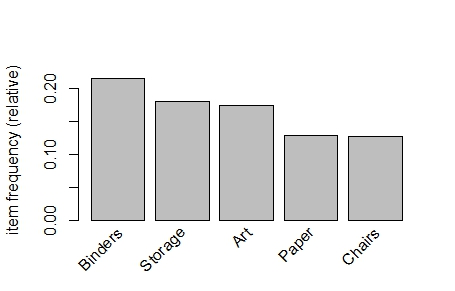 item frequency (relative)
0.20
0.10
0.00
Binders
Storage
Art
Paper
Chairs